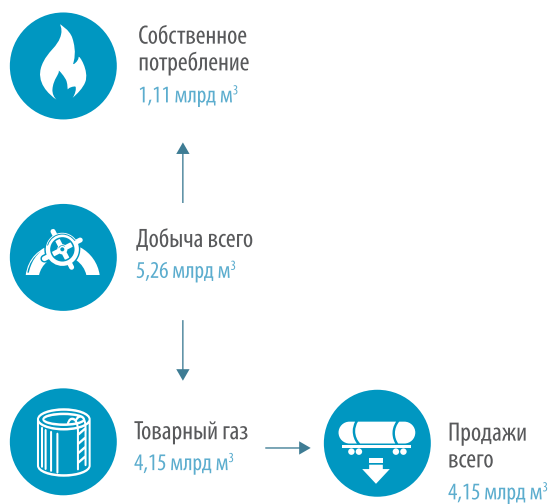 Собственное
потребление
1,11 млрд м³
Добыча всего
5,26 млрд м³
Товарный газ
4,15 млрд м³
Продажи
всего
4,15 млрд м³